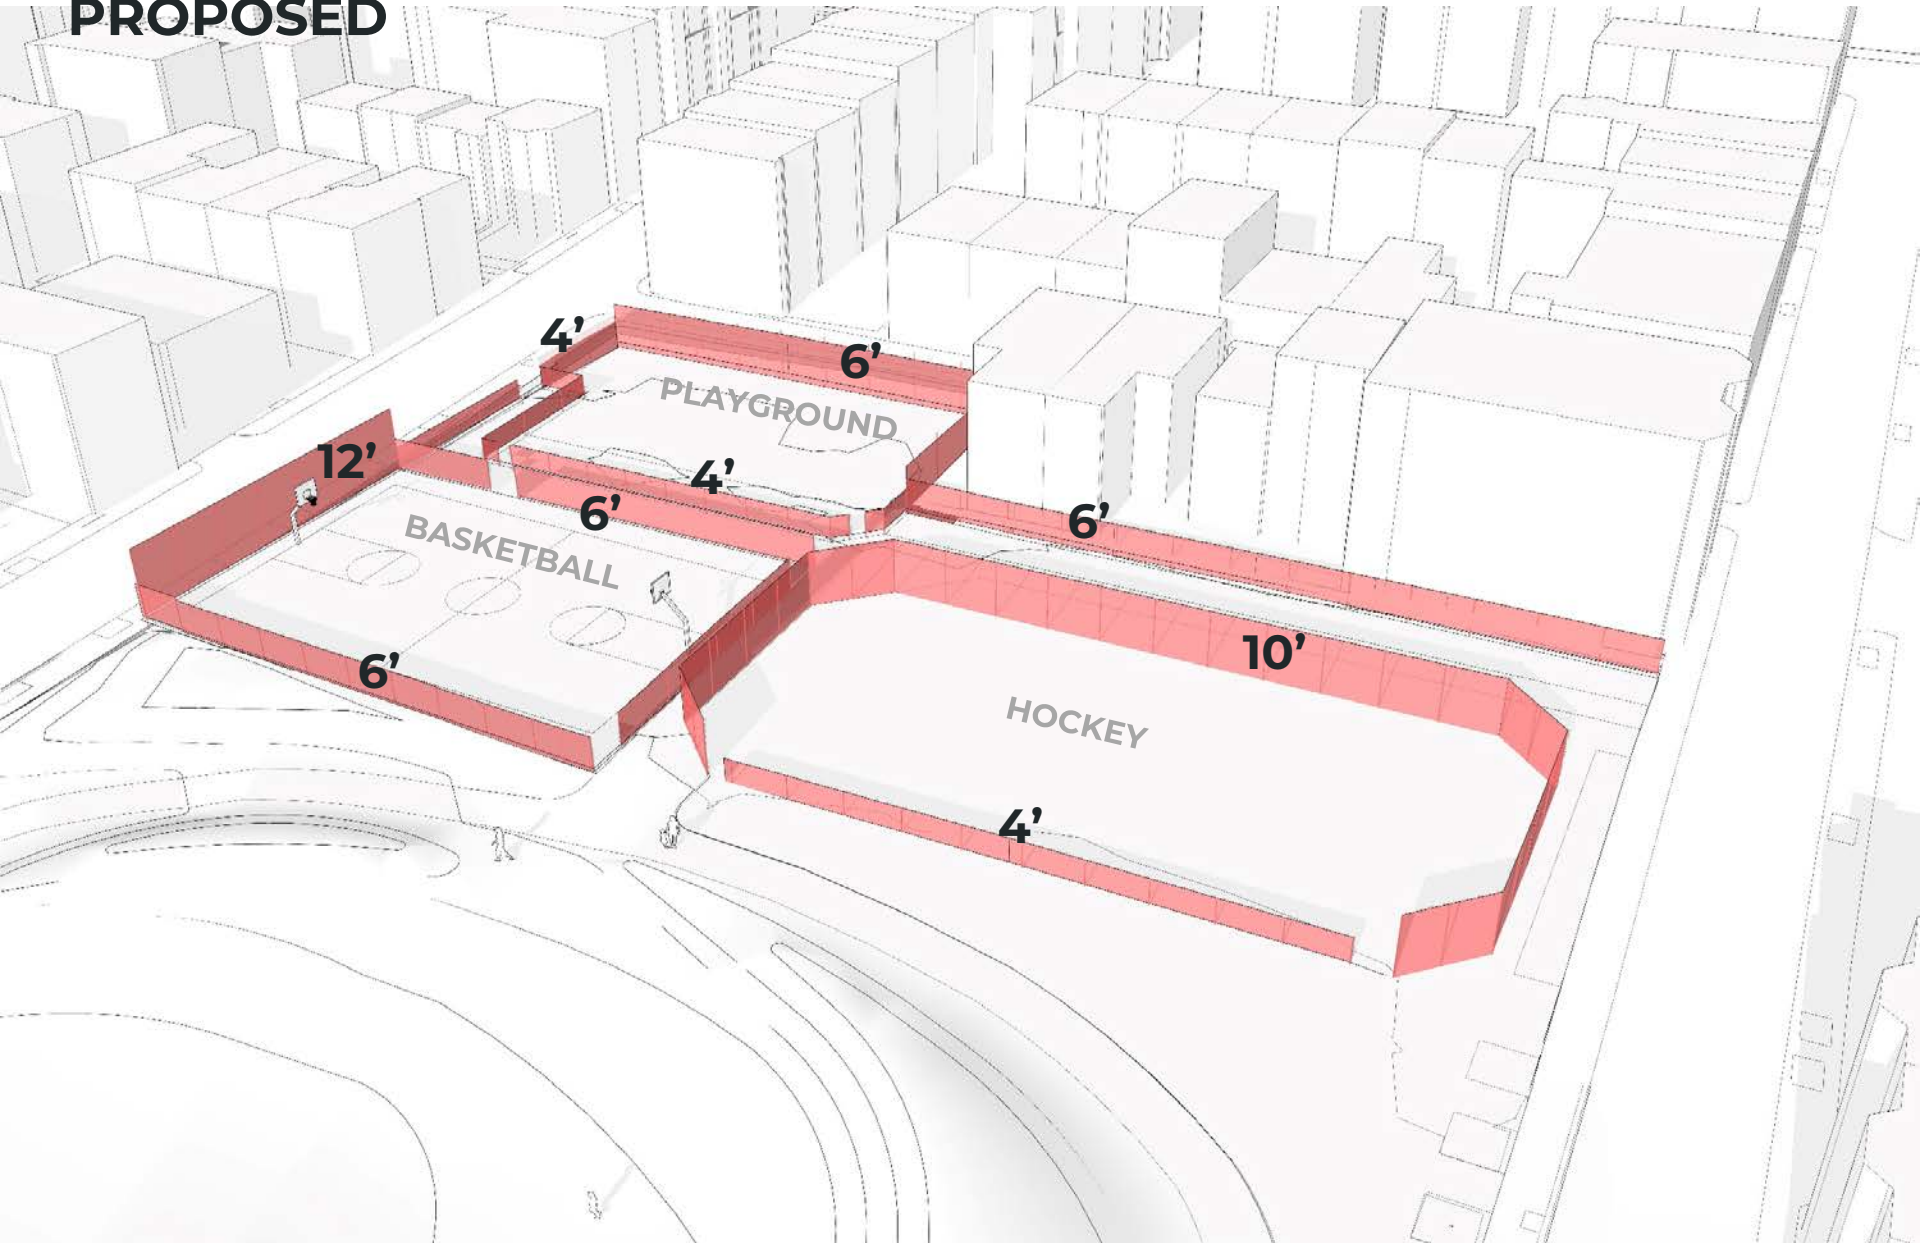 PROPOSED
4’
6’
PLAYGROUND
12’
4’
6’
6’
BASKETBALL
6’
10’
HOCKEY
4’